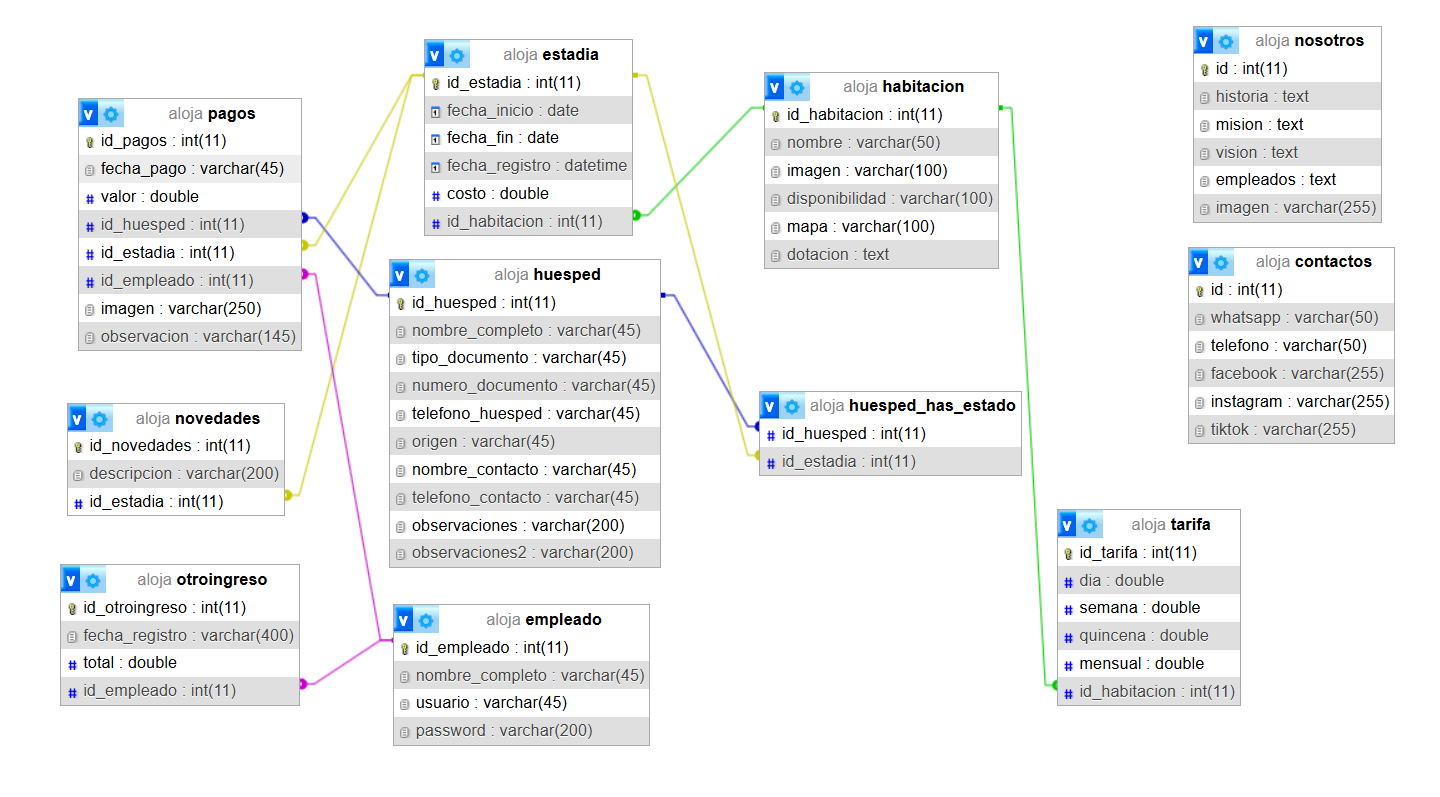 aloja pagos
id_pagos : int(11)
fecha_pago : varchar(45)
valor : double
id_huesped : int(11)
id_estadia : int(11)
id_empleado : int(11)
imagen : varchar(250)
observacion : varchar(145)
aloja novedades
id_novedades : int(11)
descripcion : varchar(200)
id_estadia : int(11)
aloja otroingreso
id_otroingreso : int(11)
fecha_registro : varchar(400)
total : double
id_empleado : int(11)
aloja estadia
id_estadia : int(11)
fecha_inicio : date
fecha_fin : date
fecha_registro : datetime
costo : double
id_habitacion : int(11)
aloja huesped
id_huesped : int(11)
nombre_completo : varchar(45)
tipo_documento : varchar(45)
numero_documento : varchar(45)
telefono_huesped : varchar(45)
origen : varchar(45)
nombre_contacto : varchar(45)
telefono_contacto : varchar(45)
observaciones : varchar(200)
observaciones2 : varchar(200)
aloja empleado
id_empleado : int(11)
nombre_completo : varchar(45)
usuario : varchar(45)
password : varchar(200)
aloja habitacion
id_habitacion : int(11)
nombre : varchar(50)
imagen : varchar(100)
disponibilidad : varchar(100)
mapa : varchar(100)
dotacion : text
aloja huesped_has_estado
id_huesped : int(11)
id_estadia : int(11)
aloja tarifa
id_tarifa : int(11)
dia : double
semana : double
quincena : double
mensual : double
id_habitacion : int(11)
aloja nosotros
id : int(11)
historia : text
mision : text
vision : text
empleados : text
imagen : varchar(255)
aloja contactos
id : int(11)
whatsapp : varchar(50)
telefono : varchar(50)
facebook : varchar(255)
instagram : varchar(255)
tiktok : varchar(255)